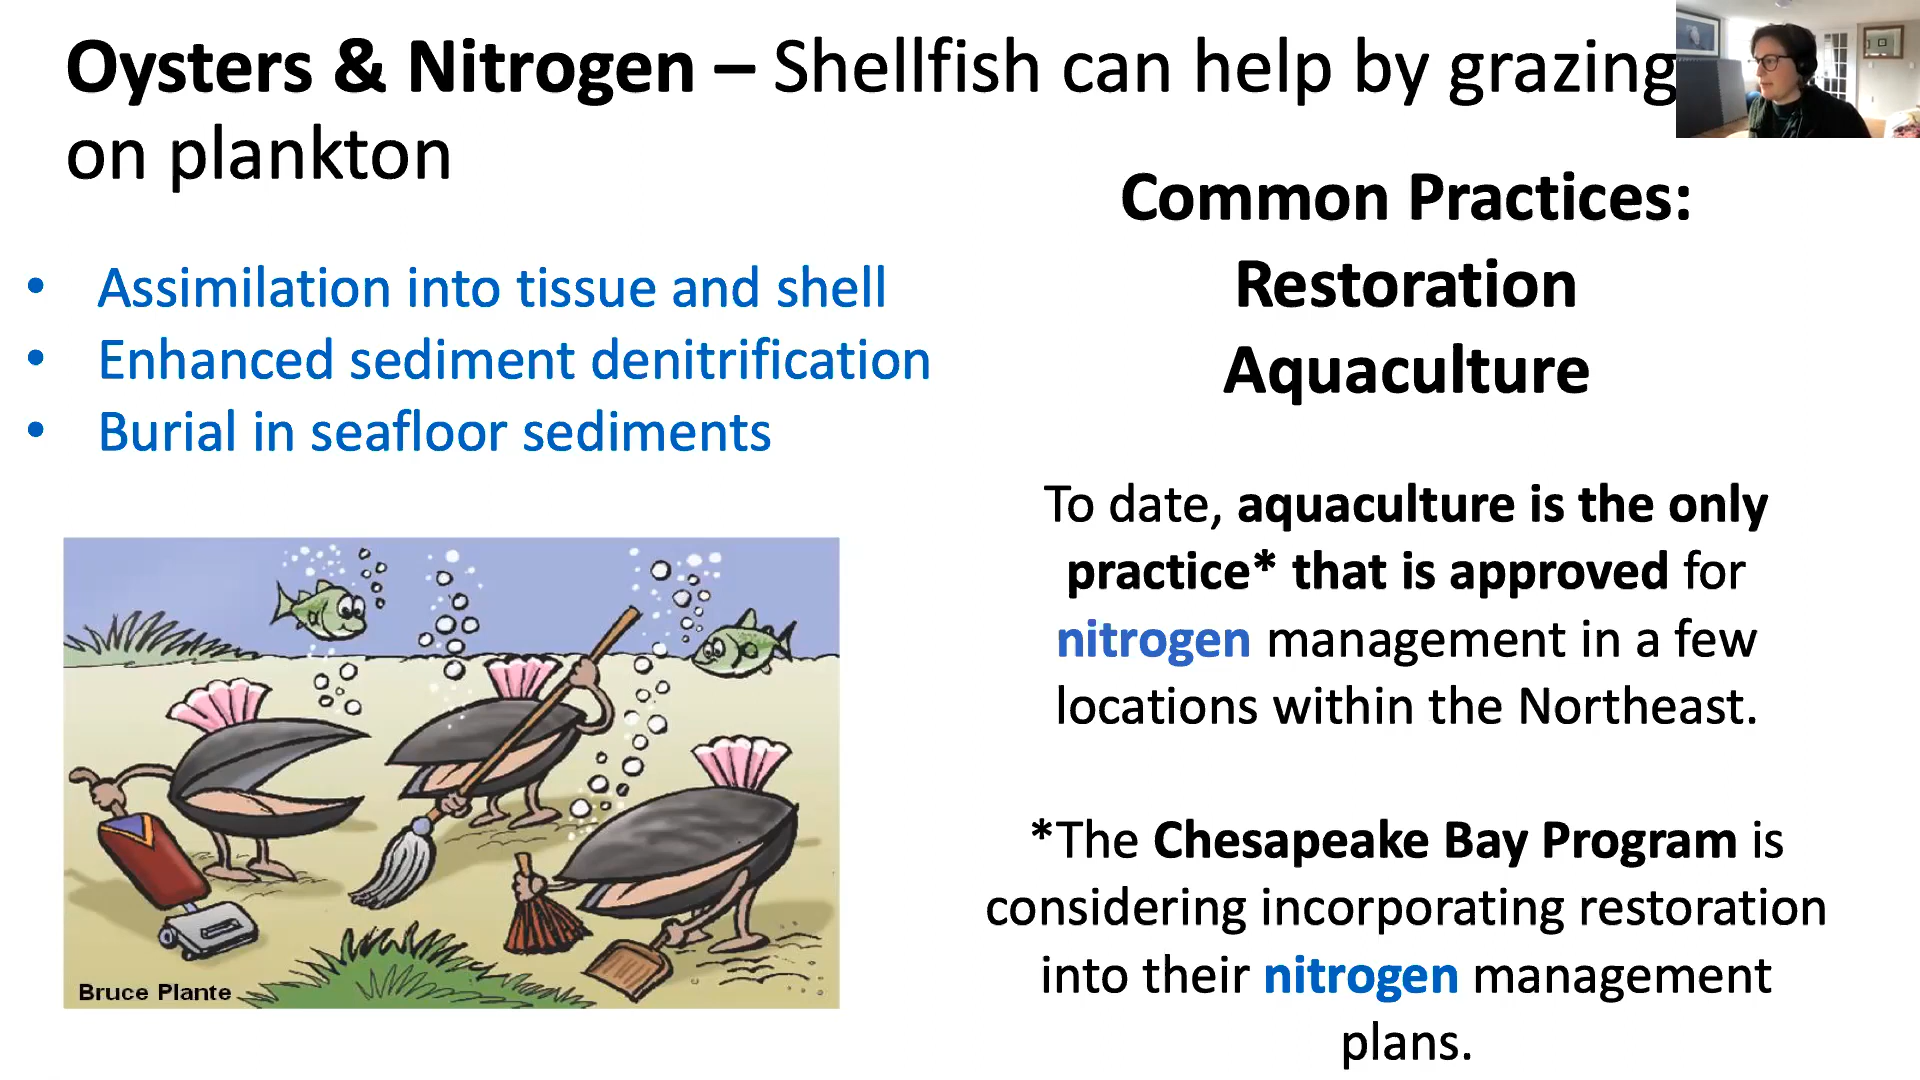 Oysters & Nitrogen – Shellfish can help by grazing
on plankton
• Assimilation into tissue and shell
• Enhanced sediment denitrification
• Burial in seafloor sediments
Bruce Plante
Common Practices:
Restoration
Aquaculture
To date, aquaculture is the only
practice* that is approved for
nitrogen management in a few
locations within the Northeast.
*The Chesapeake Bay Program is
considering incorporating restoration
into their nitrogen management
plans.